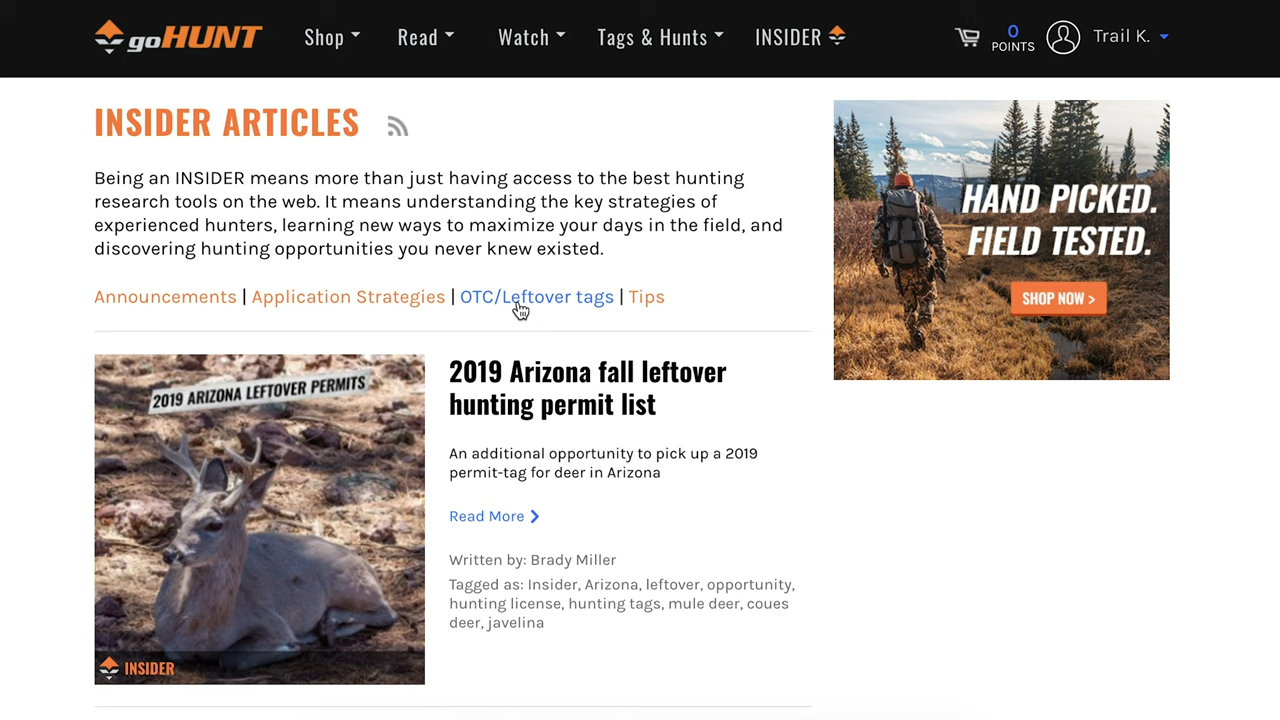 goHUNT
Shop
Read
Watch
Tags & Hunts
INSIDER
0
POINTS
Trail K.
INSIDER ARTICLES
Being an INSIDER means more than just having access to the best hunting
research tools on the web. It means understanding the key strategies of
experienced hunters, learning new ways to maximize your days in the field, and
discovering hunting opportunities you never knew existed.
Announcements | Application Strategies | OTC/Leftover tags | Tips
HAND PICKED.
FIELD TESTED.
SHOP NOW >
2019 ARIZONA LEFTOVER PERMITS
INSIDER
2019 Arizona fall leftover
hunting permit list
An additional opportunity to pick up a 2019
permit-tag for deer in Arizona
Read More
Written by: Brady Miller
Tagged as: Insider, Arizona, leftover, opportunity,
hunting license, hunting tags, mule deer, coues
deer, javelina